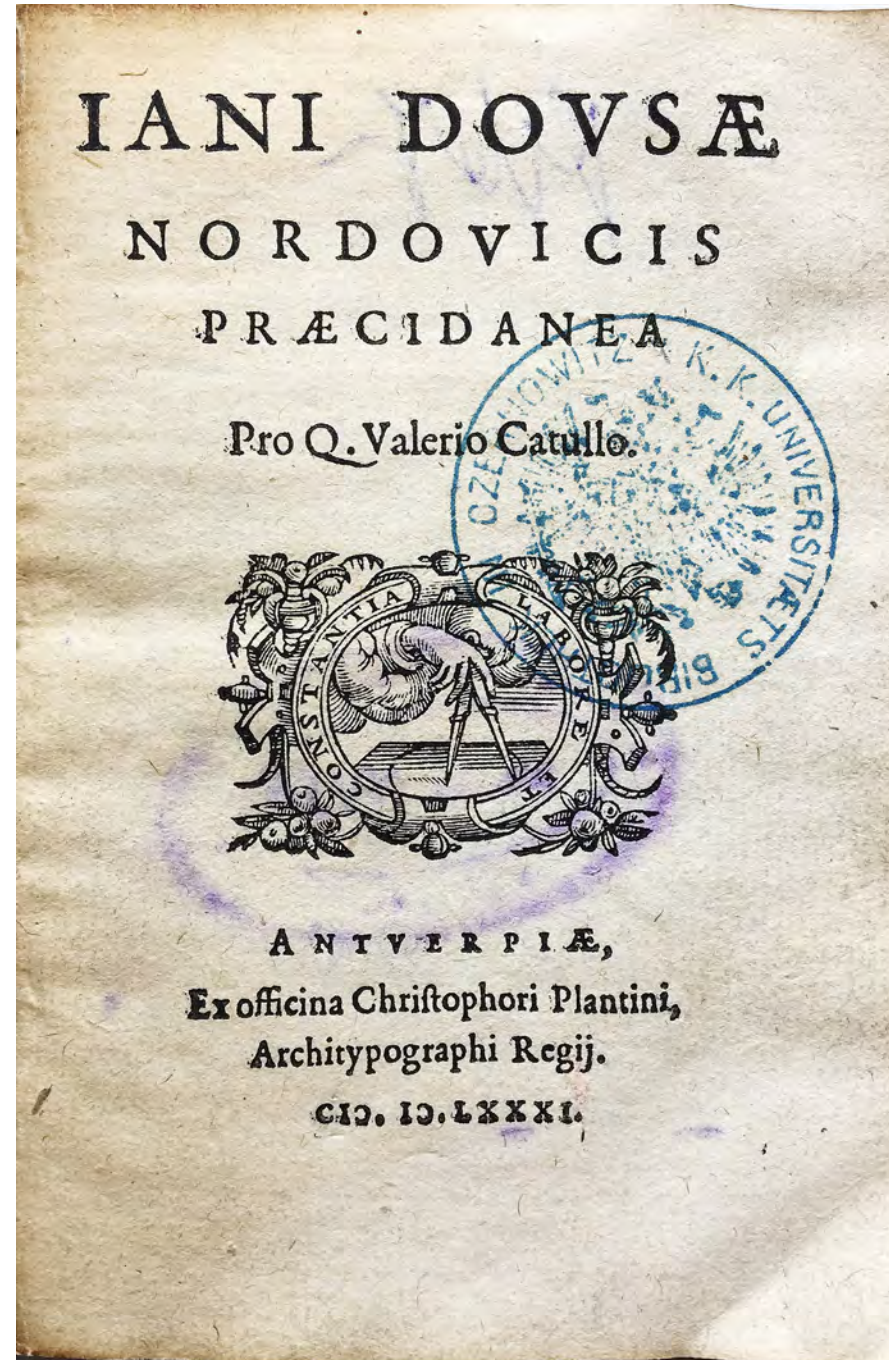 IANI DOVSÆ
NORDOVICIS
PRÆCIDANEA
Pro Q. Valerio Catullo.
K. K. UNIVERSITÆTS
CONSTANTIA
LABORE ET
ANTVERPIÆ,
Ex officina Chriſtophori Plantini,
Architypographi Regij.
CIↃ. IↃ. LXXXI.